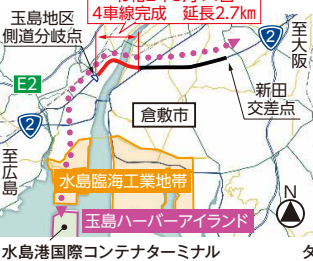 4車線完成 延長2.7km
玉島地区
側道分岐点
2
至大阪
E2
新田
交差点
倉敷市
2
至広島
水島臨海工業地帯
玉島ハーバーアイランド
N
水島港国際コンテナターミナル